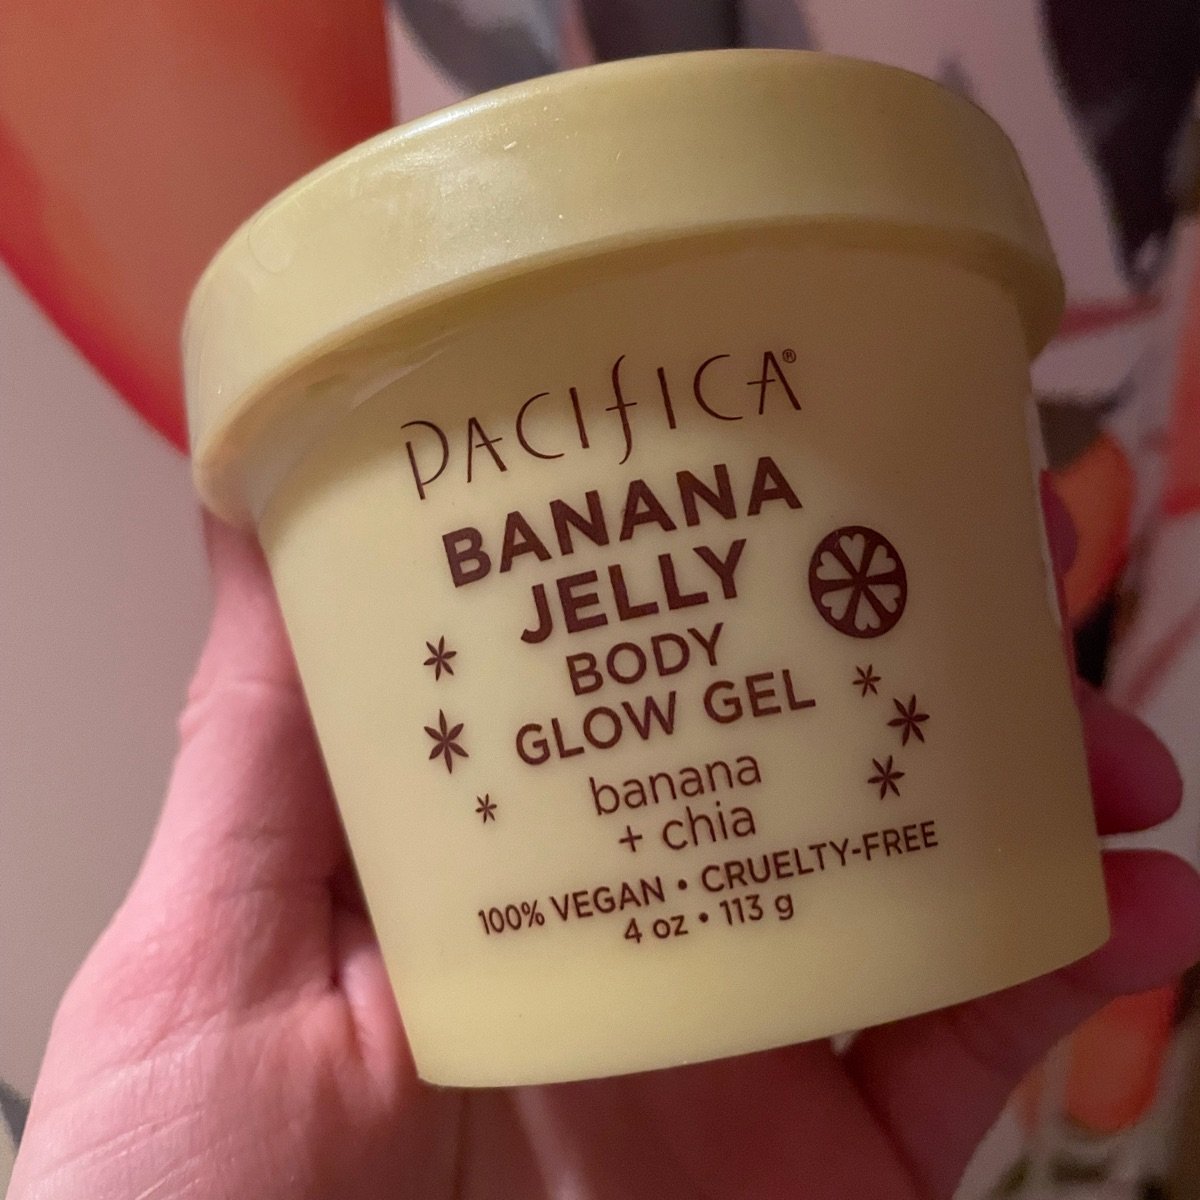 PACIFICA®
BANANA
JELLY
BODY
GLOW GEL
banana
+ chia
100% VEGAN • CRUELTY-FREE
4 oz • 113 g